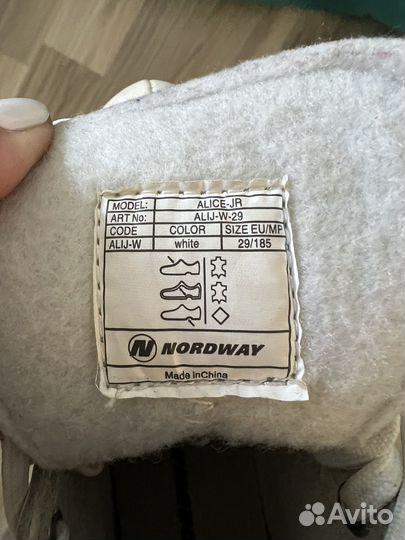 MODEL: ALICE-JR
ART No: ALIJ-W-29
CODE COLOR SIZE EU/MP
ALIJ-W white 29/185
N NORDWAY
Made inChina
Avito